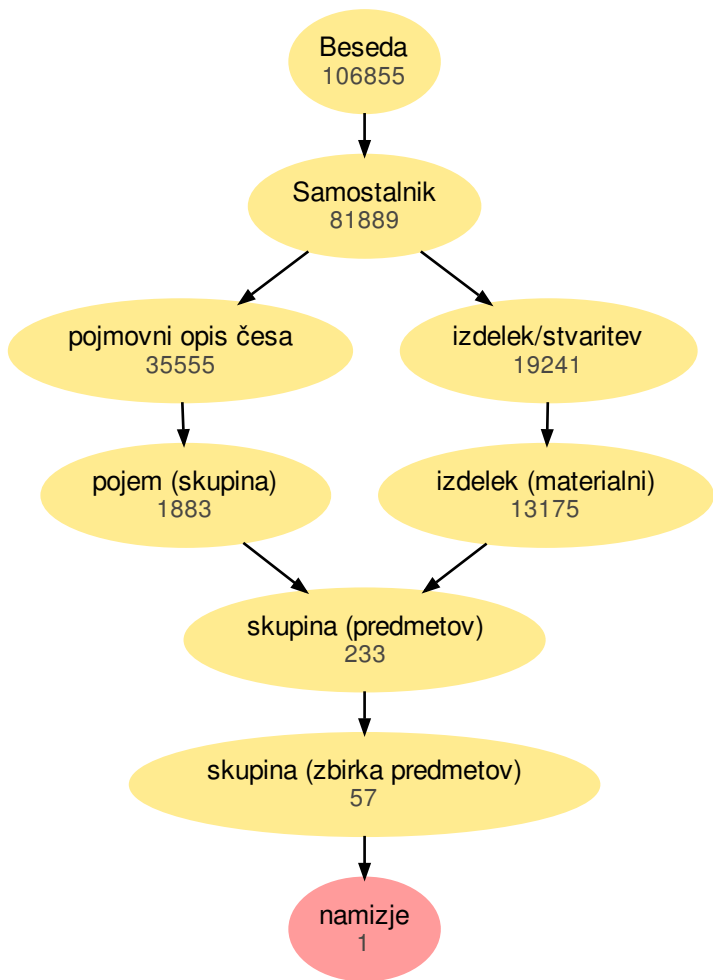 Beseda
106855
Samostalnik
81889
pojmovni opis česa
35555
izdelek/stvaritev
19241
pojem (skupina)
1883
izdelek (materialni)
13175
skupina (predmetov)
233
skupina (zbirka predmetov)
57
namizje
1